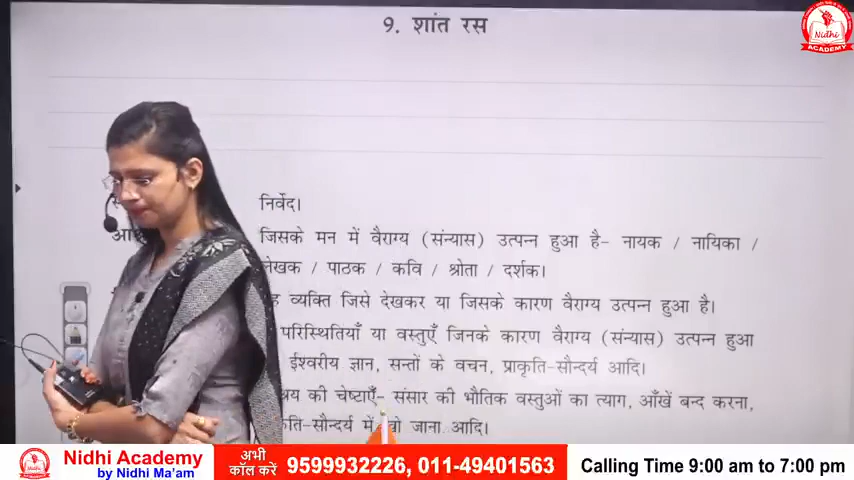 9. शांत रस
Nidhi
ACADEMY
निर्वेद।
जिसके मन में वैराग्य (संन्यास) उत्पन्न हुआ है- नायक / नायिका /
लेखक / पाठक / कवि / श्रोता / दर्शक।
व्यक्ति जिसे देखकर या जिसके कारण वैराग्य उत्पन्न हुआ है।
परिस्थितियाँ या वस्तुएँ जिनके कारण वैराग्य (संन्यास) उत्पन्न हुआ
ईश्वरीय ज्ञान, सन्तों के वचन, प्राकृति-सौन्दर्य आदि।
की चेष्टाएँ- संसार की भौतिक वस्तुओं का त्याग, आँखें बन्द करना,
सौन्दर्य में खो जाना आदि।
Nidhi Academy
by Nidhi Ma'am
अभी
कॉल करें
9599932226, 011-49401563
Calling Time 9:00 am to 7:00 pm